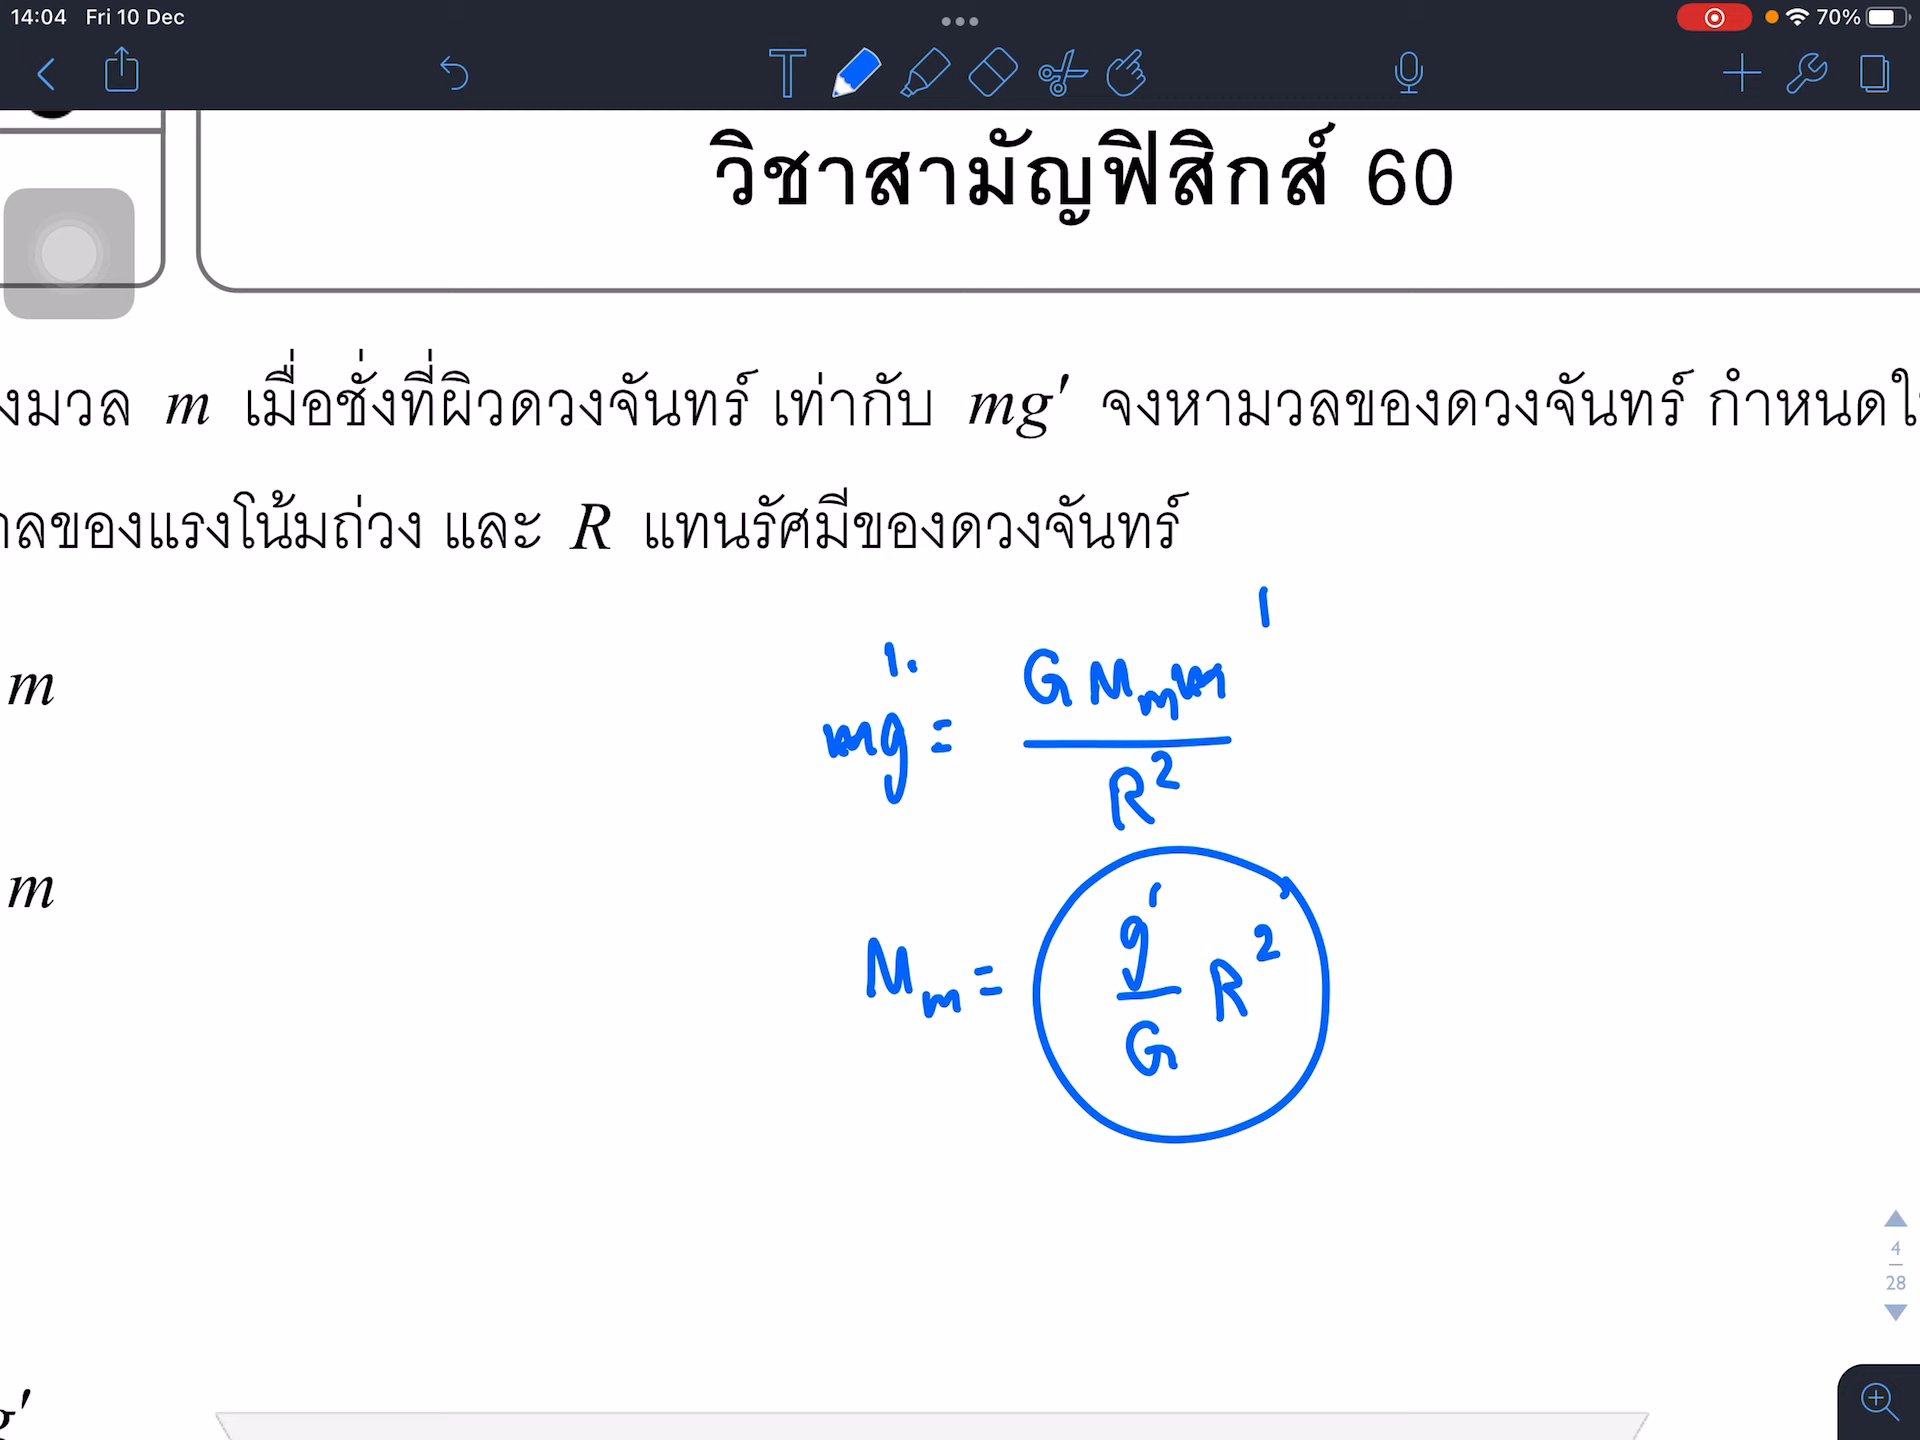 14:04 Fri 10 Dec
70%
วิชาสามัญฟิสิกส์ 60
งมวล m เมื่อชั่งที่ผิวดวงจันทร์ เท่ากับ mg′ จงหามวลของดวงจันทร์ กำหนดใ
าลของแรงโน้มถ่วง และ R แทนรัศมีของดวงจันทร์
m
mg' = G Mm m
R²
m
Mm = g' R²
G
4
28
g′